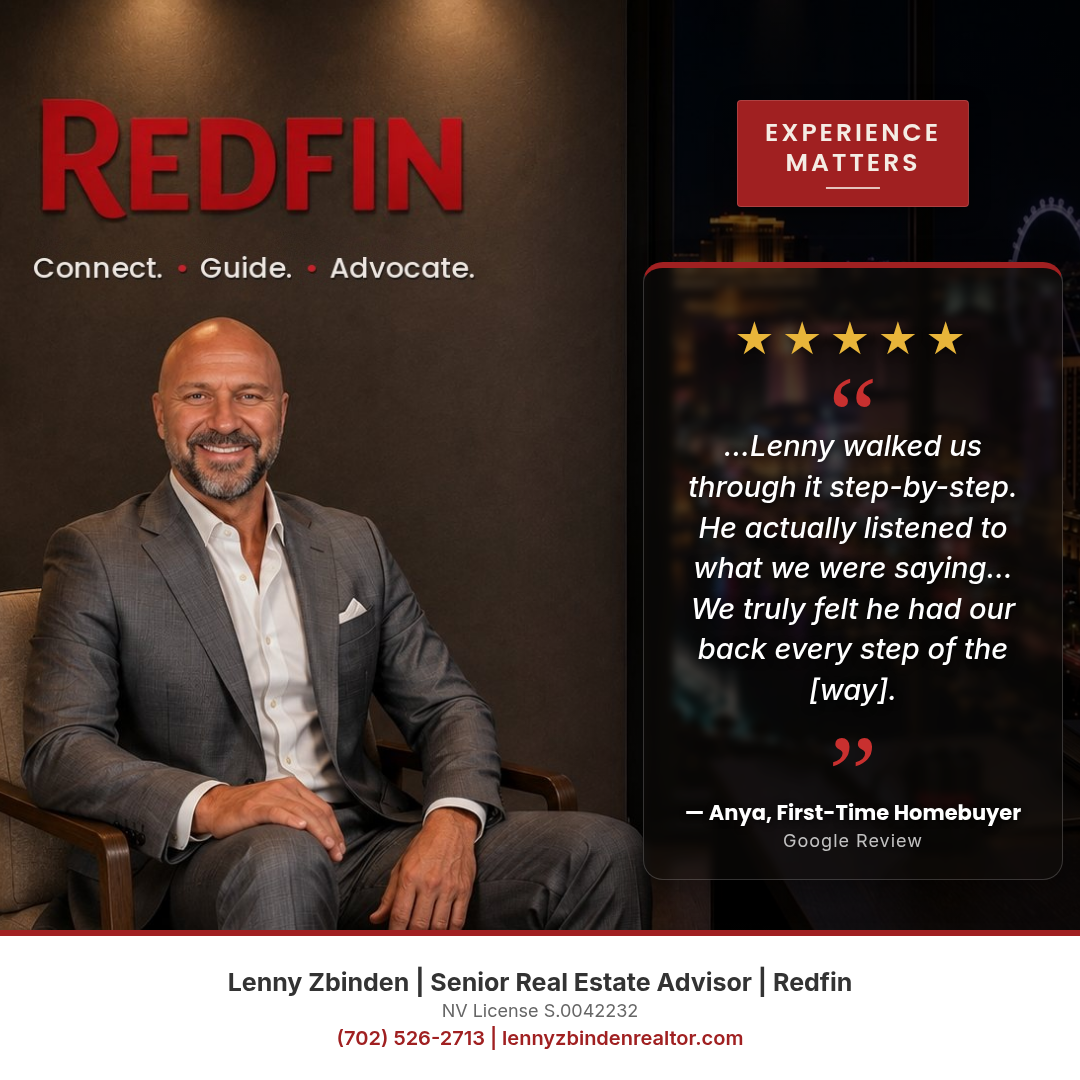 REDFIN
Connect. • Guide. • Advocate.
EXPERIENCE
MATTERS
★★★★★
“
...Lenny walked us
through it step-by-step.
He actually listened to
what we were saying...
We truly felt he had our
back every step of the
[way].
”
— Anya, First-Time Homebuyer
Google Review
Lenny Zbinden | Senior Real Estate Advisor | Redfin
NV License S.0042232
(702) 526-2713 | lennyzbindenrealtor.com